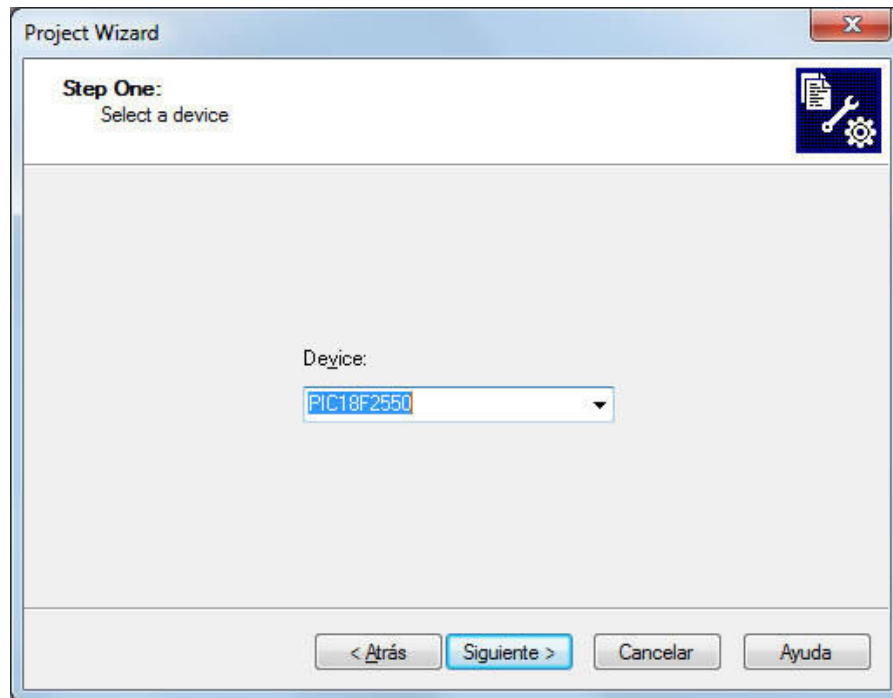 Project Wizard
Step One:
Select a device
Device:
PIC18F2550
< Atrás Siguiente > Cancelar Ayuda